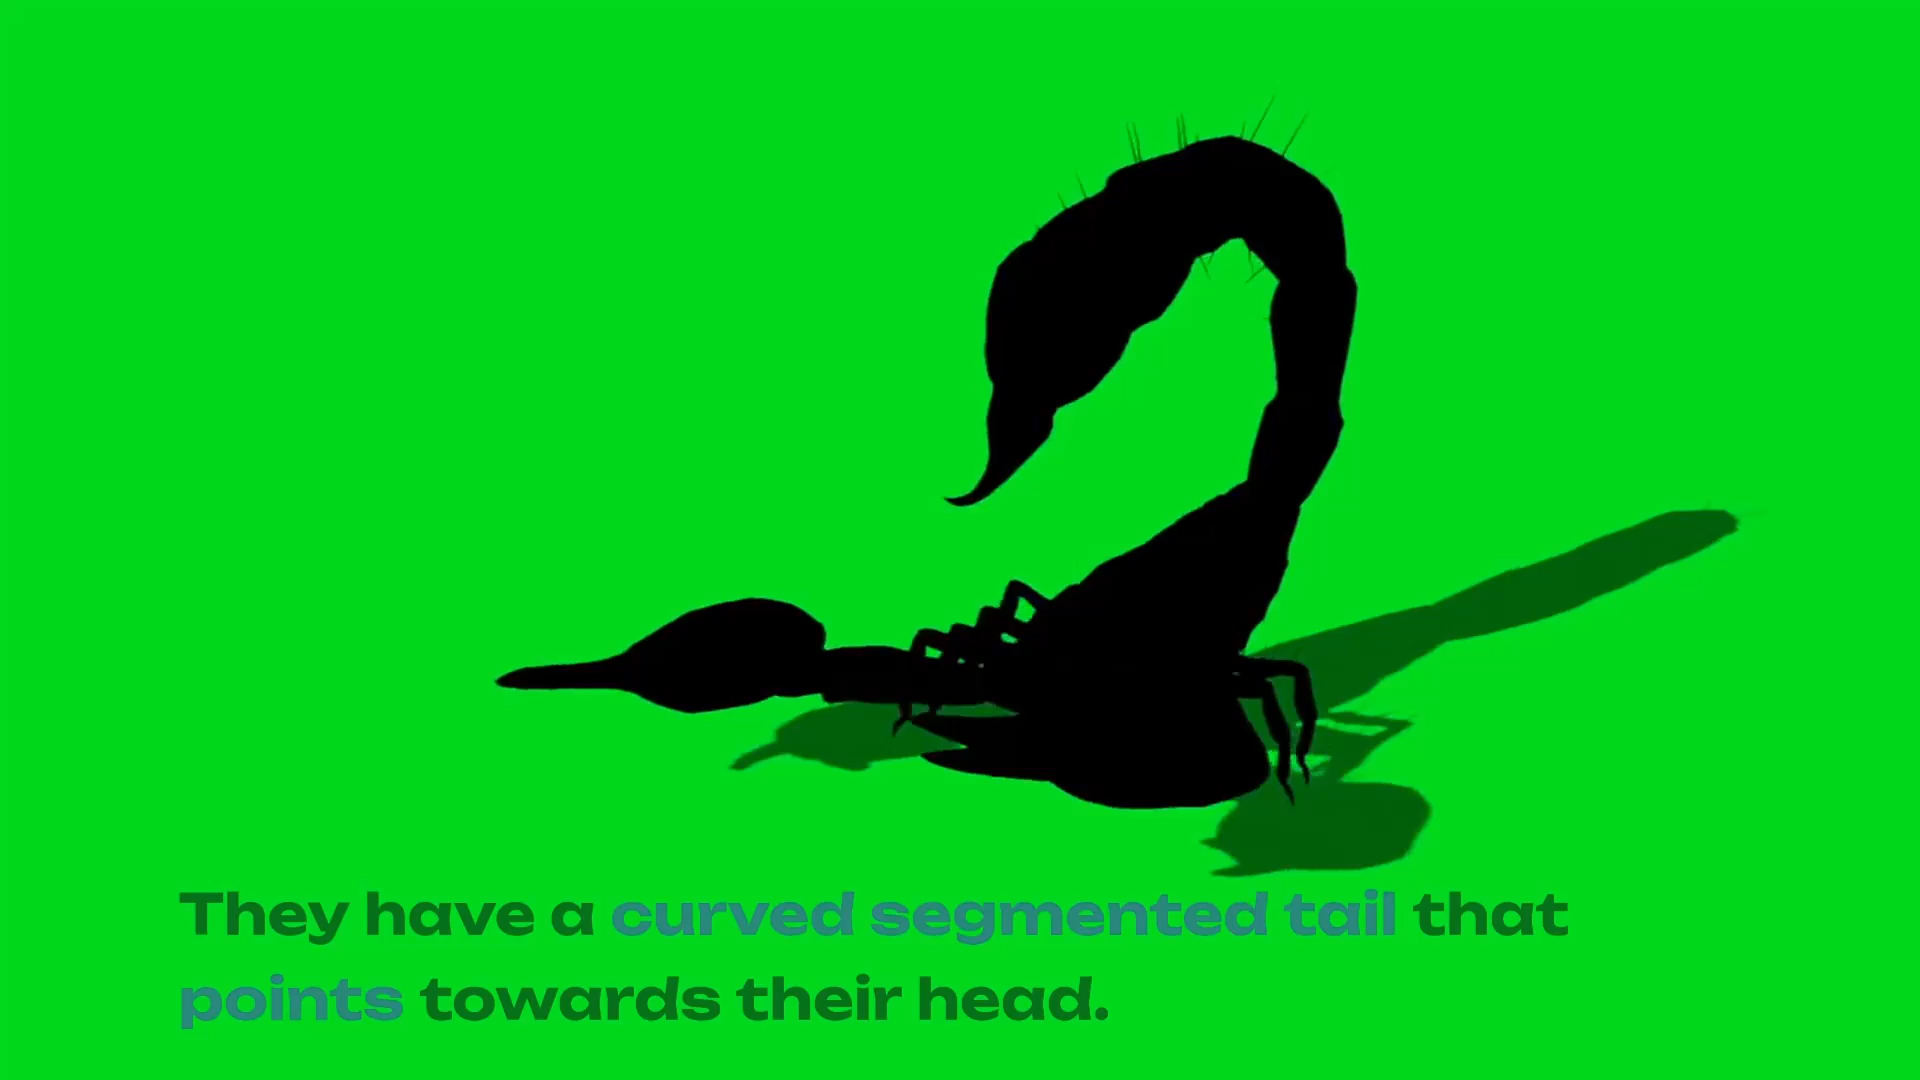 They have a curved segmented tail that
points towards their head.